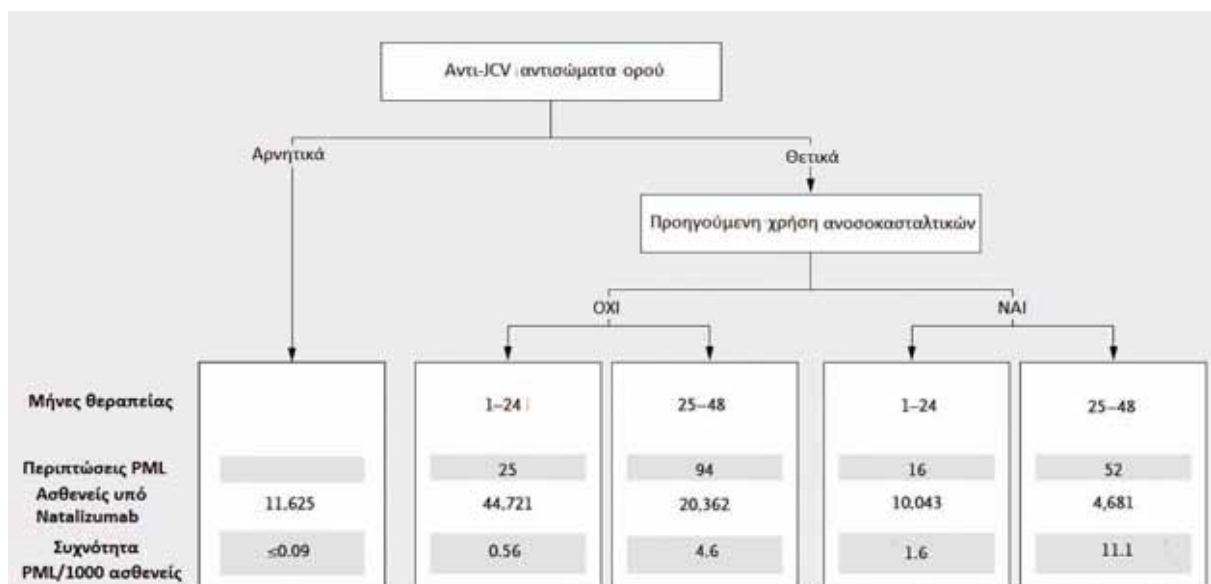 Αντι-JCV αντισώματα ορού
Αρνητικά
Θετικά
Προηγούμενη χρήση ανοσοκασταλτικών
ΟΧΙ
ΝΑΙ
Μήνες θεραπείας
1–24
25–48
1–24
25–48
Περιπτώσεις PML
25
94
16
52
Ασθενείς υπό
Natalizumab
11,625
44,721
20,362
10,043
4,681
Συχνότητα
PML/1000 ασθενείς
≤0.09
0.56
4.6
1.6
11.1